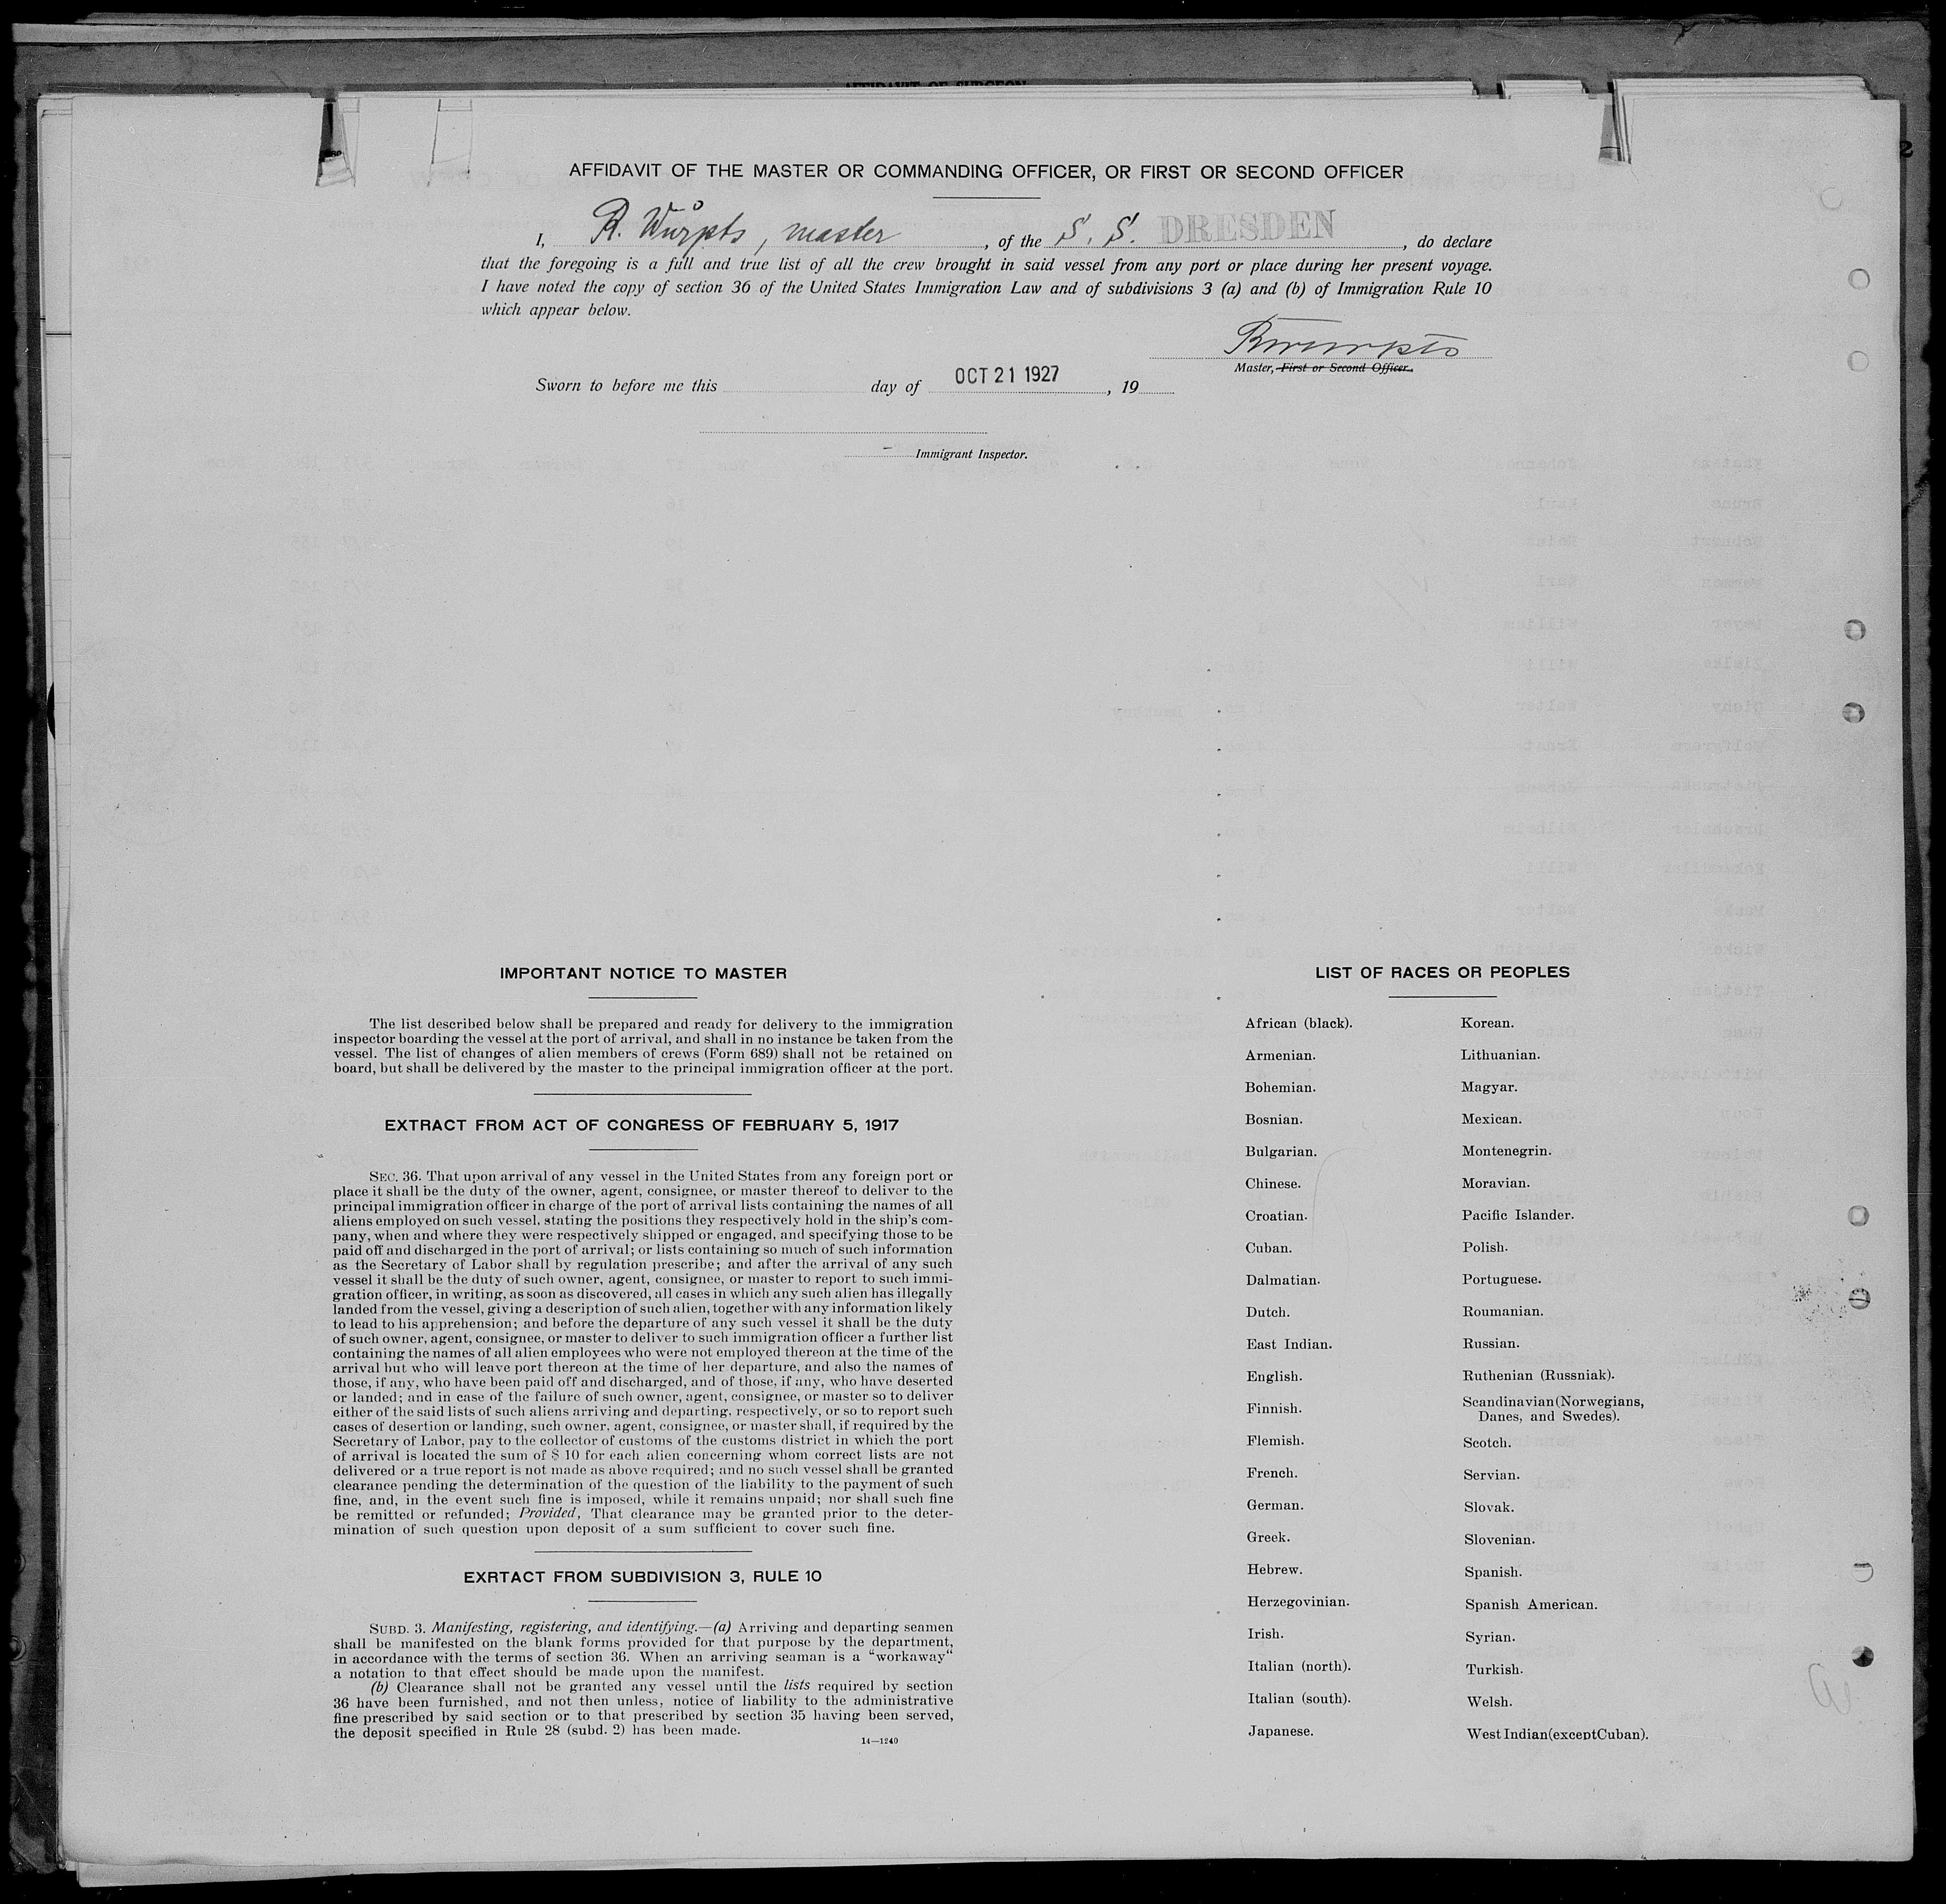 AFFIDAVIT OF THE MASTER OR COMMANDING OFFICER, OR FIRST OR SECOND OFFICER
I, R. Wurpts, master, of the S. S. DRESDEN, do declare
that the foregoing is a full and true list of all the crew brought in said vessel from any port or place during her present voyage.
I have noted the copy of section 36 of the United States Immigration Law and of subdivisions 3 (a) and (b) of Immigration Rule 10
which appear below.
RWurpts
Master, First or Second Officer.
Sworn to before me this day of OCT 21 1927, 19
Immigrant Inspector.
IMPORTANT NOTICE TO MASTER
The list described below shall be prepared and ready for delivery to the immigration
inspector boarding the vessel at the port of arrival, and shall in no instance be taken from the
vessel. The list of changes of alien members of crews (Form 689) shall not be retained on
board, but shall be delivered by the master to the principal immigration officer at the port.
EXTRACT FROM ACT OF CONGRESS OF FEBRUARY 5, 1917
SEC. 36. That upon arrival of any vessel in the United States from any foreign port or
place it shall be the duty of the owner, agent, consignee, or master thereof to deliver to the
principal immigration officer in charge of the port of arrival lists containing the names of all
aliens employed on such vessel, stating the positions they respectively hold in the ship's com-
pany, when and where they were respectively shipped or engaged, and specifying those to be
paid off and discharged in the port of arrival; or lists containing so much of such information
as the Secretary of Labor shall by regulation prescribe; and after the arrival of any such
vessel it shall be the duty of such owner, agent, consignee, or master to report to such immi-
gration officer, in writing, as soon as discovered, all cases in which any such alien has illegally
landed from the vessel, giving a description of such alien, together with any information likely
to lead to his apprehension; and before the departure of any such vessel it shall be the duty
of such owner, agent, consignee, or master to deliver to such immigration officer a further list
containing the names of all alien employees who were not employed thereon at the time of the
arrival but who will leave port thereon at the time of her departure, and also the names of
those, if any, who have been paid off and discharged, and of those, if any, who have deserted
or landed; and in case of the failure of such owner, agent, consignee, or master so to deliver
either of the said lists of such aliens arriving and departing, respectively, or so to report such
cases of desertion or landing, such owner, agent, consignee, or master shall, if required by the
Secretary of Labor, pay to the collector of customs of the customs district in which the port
of arrival is located the sum of $ 10 for each alien concerning whom correct lists are not
delivered or a true report is not made as above required; and no such vessel shall be granted
clearance pending the determination of the question of the liability to the payment of such
fine, and, in the event such fine is imposed, while it remains unpaid; nor shall such fine
be remitted or refunded; Provided, That clearance may be granted prior to the deter-
mination of such question upon deposit of a sum sufficient to cover such fine.
EXRTACT FROM SUBDIVISION 3, RULE 10
SUBD. 3. Manifesting, registering, and identifying.—(a) Arriving and departing seamen
shall be manifested on the blank forms provided for that purpose by the department,
in accordance with the terms of section 36. When an arriving seaman is a "workaway"
a notation to that effect should be made upon the manifest.
(b) Clearance shall not be granted any vessel until the lists required by section
36 have been furnished, and not then unless, notice of liability to the administrative
fine prescribed by said section or to that prescribed by section 35 having been served,
the deposit specified in Rule 28 (subd. 2) has been made.
14—1240
LIST OF RACES OR PEOPLES
African (black).
Armenian.
Bohemian.
Bosnian.
Bulgarian.
Chinese.
Croatian.
Cuban.
Dalmatian.
Dutch.
East Indian.
English.
Finnish.
Flemish.
French.
German.
Greek.
Hebrew.
Herzegovinian.
Irish.
Italian (north).
Italian (south).
Japanese.
Korean.
Lithuanian.
Magyar.
Mexican.
Montenegrin.
Moravian.
Pacific Islander.
Polish.
Portuguese.
Roumanian.
Russian.
Ruthenian (Russniak).
Scandinavian (Norwegians,
Danes, and Swedes).
Scotch.
Servian.
Slovak.
Slovenian.
Spanish.
Spanish American.
Syrian.
Turkish.
Welsh.
West Indian (except Cuban).